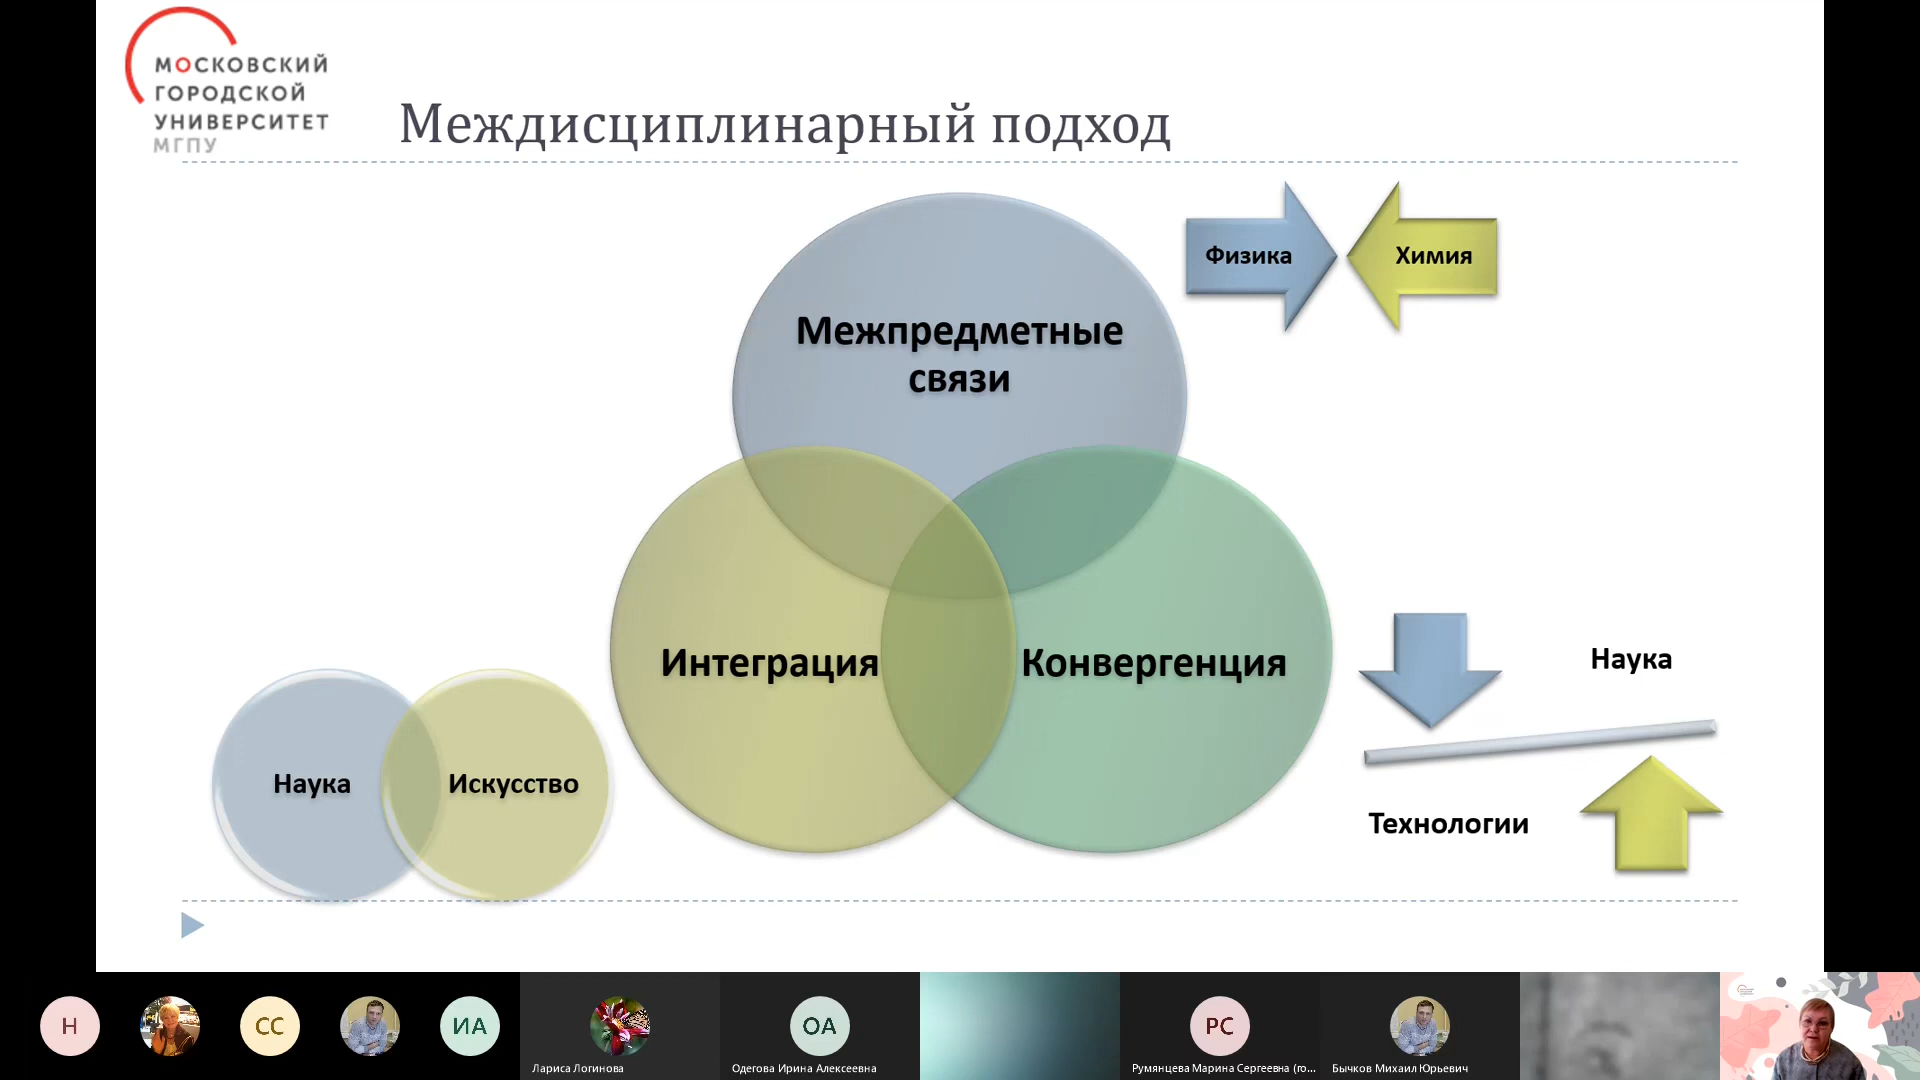 МОСКОВСКИЙ
ГОРОДСКОЙ
УНИВЕРСИТЕТ
МГПУ
Междисциплинарный подход
Физика
Химия
Межпредметные
связи
Интеграция
Конвергенция
Наука
Искусство
Наука
Технологии
Н
СС
ИА
Лариса Логинова
ОА
Одегова Ирина Алексеевна
РС
Румянцева Марина Сергеевна (го...
Бычков Михаил Юрьевич